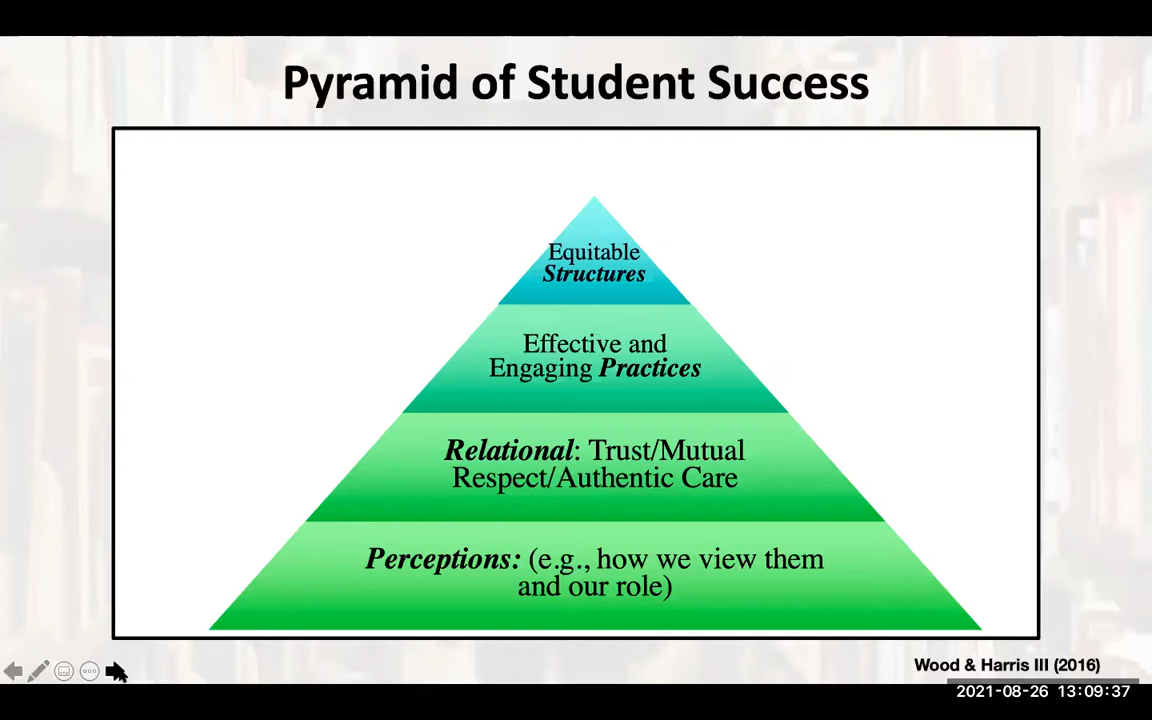 Pyramid of Student Success
Equitable
Structures
Effective and
Engaging Practices
Relational: Trust/Mutual
Respect/Authentic Care
Perceptions: (e.g., how we view them
and our role)
Wood & Harris III (2016)
2021-08-26 13:09:37